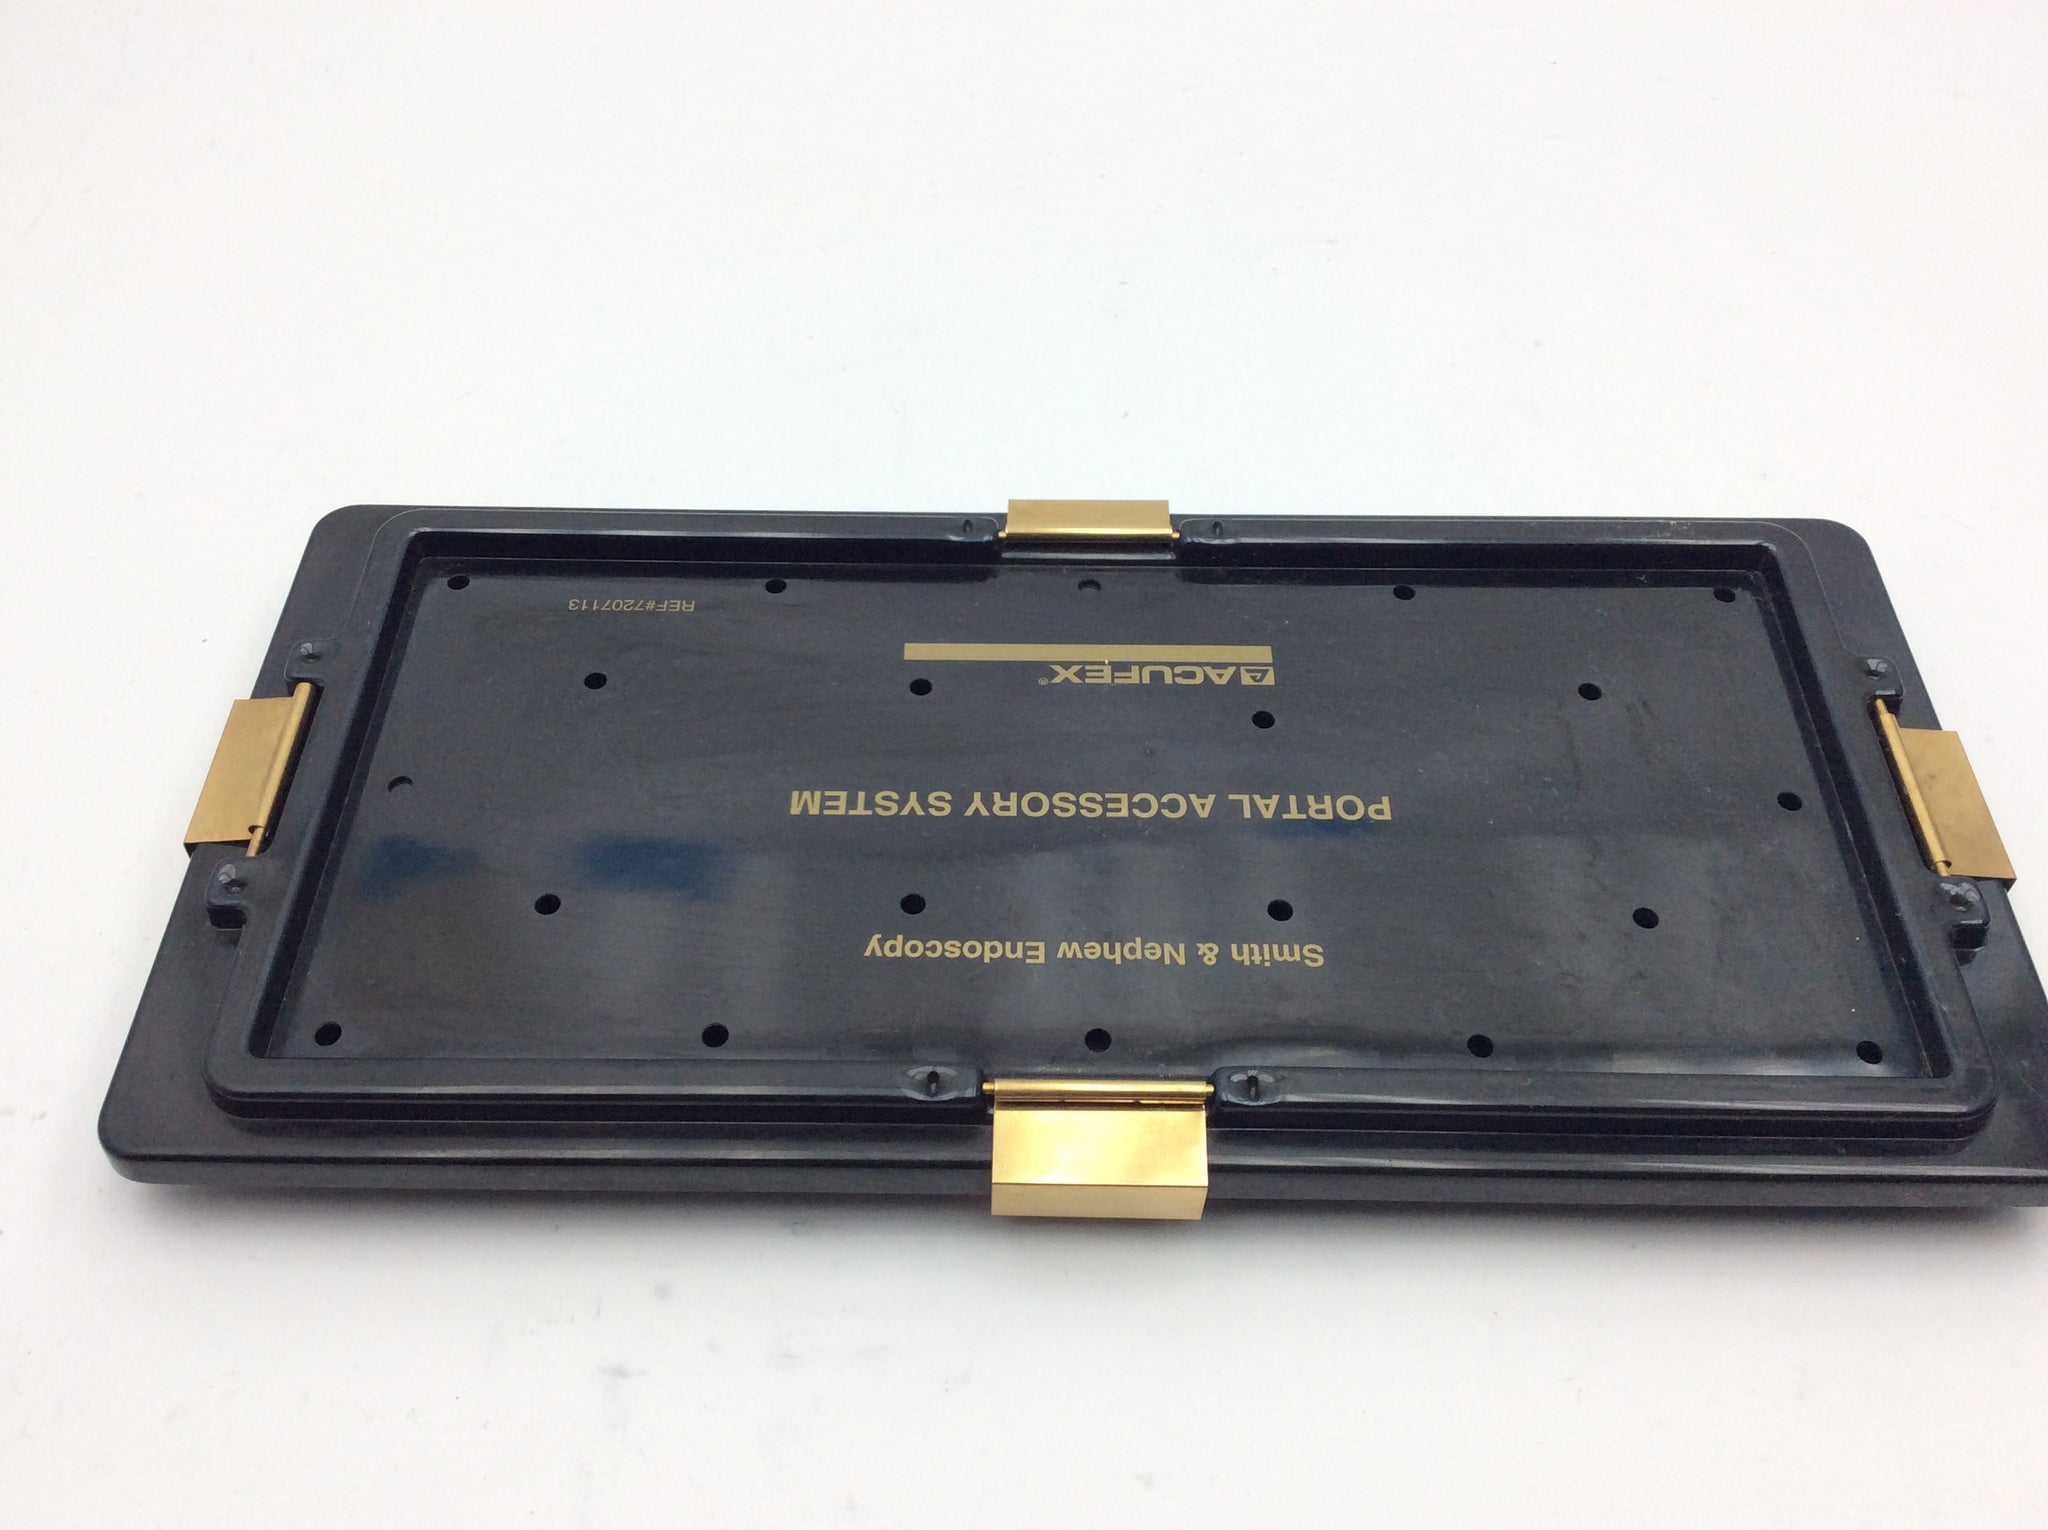 Smith & Nephew Endoscopy
PORTAL ACCESSORY SYSTEM
ACUFEX®
REF#7207113